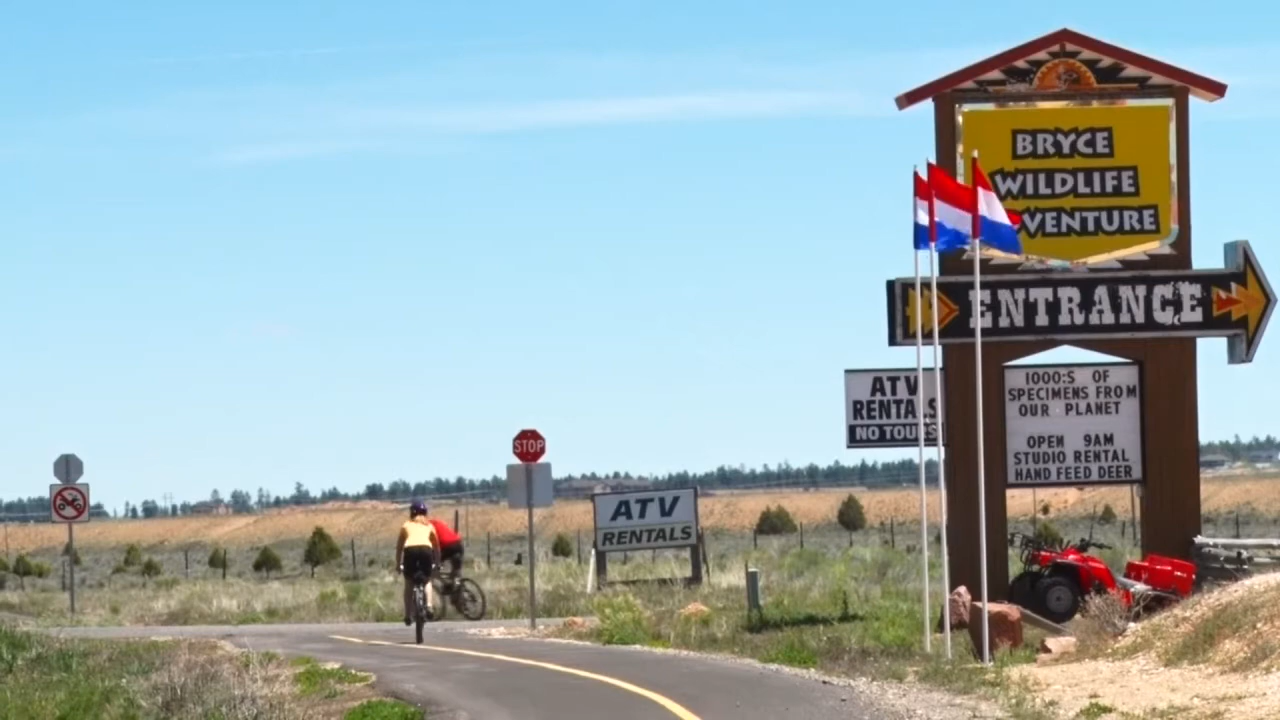 BRYCE
WILDLIFE
VENTURE
ENTRANCE
ATV
RENTALS
NO TOURS
1000:S OF
SPECIMENS FROM
OUR PLANET
OPEN 9AM
STUDIO RENTAL
HAND FEED DEER
STOP
ATV
RENTALS